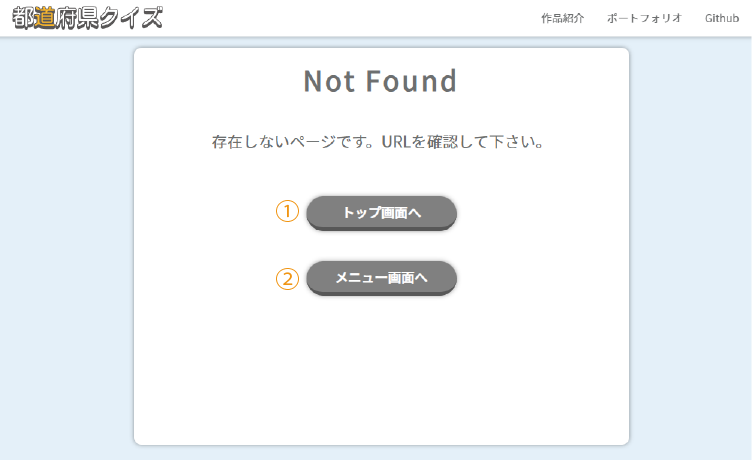 都道府県クイズ
作品紹介 ポートフォリオ Github
Not Found
存在しないページです。URLを確認して下さい。
① トップ画面へ
② メニュー画面へ